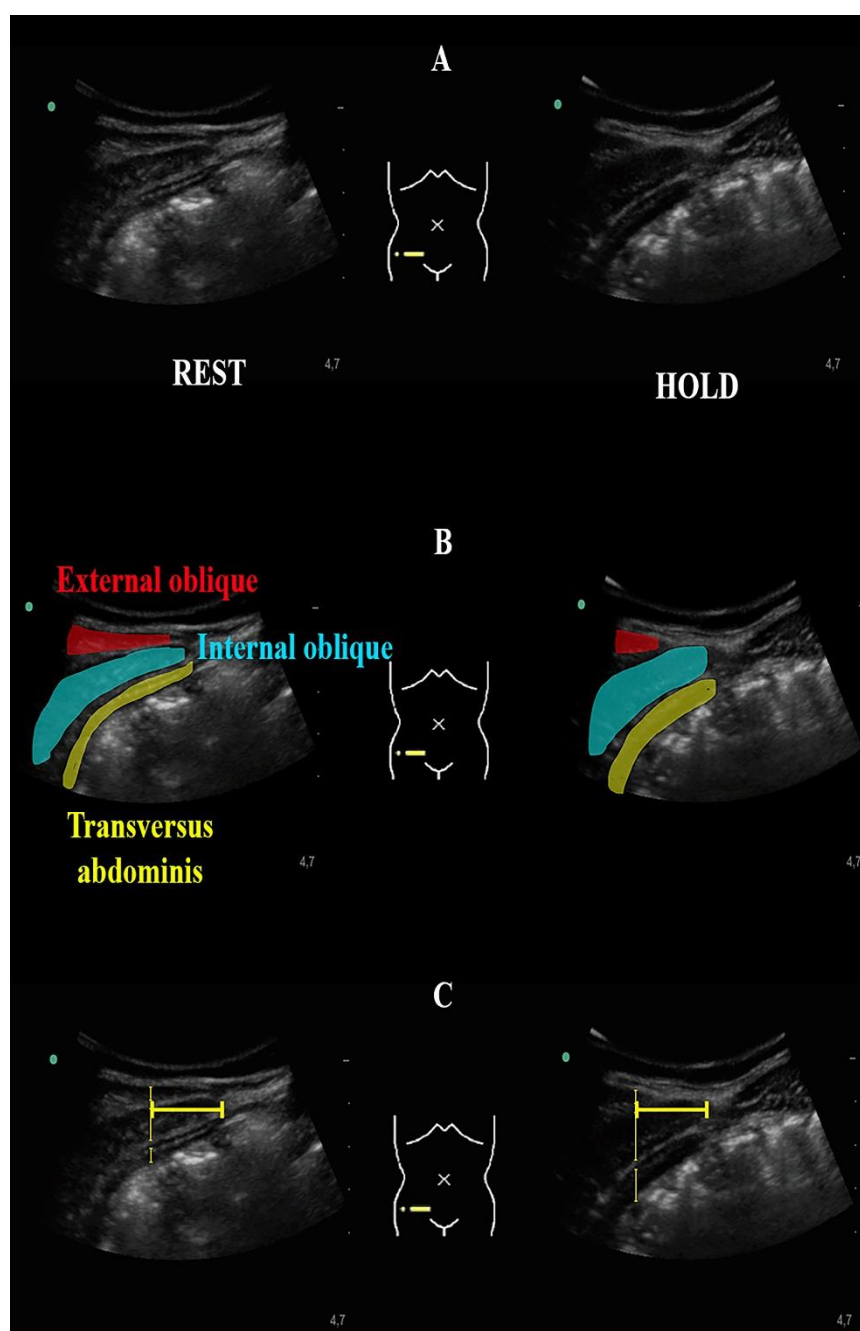 A
4,7
4,7
REST
HOLD
B
External oblique
Internal oblique
Transversus
abdominis
4,7
4,7
C
4,7
4,7